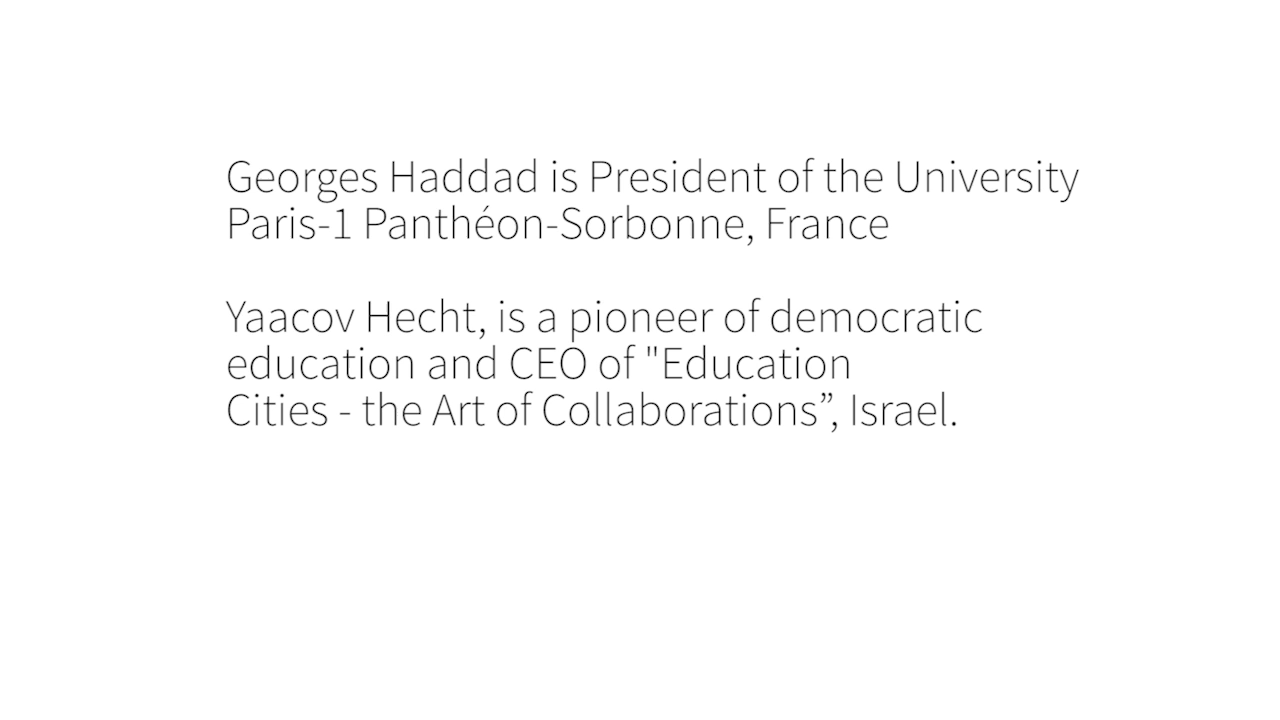 Georges Haddad is President of the University
Paris-1 Panthéon-Sorbonne, France
Yaacov Hecht, is a pioneer of democratic
education and CEO of "Education
Cities - the Art of Collaborations”, Israel.